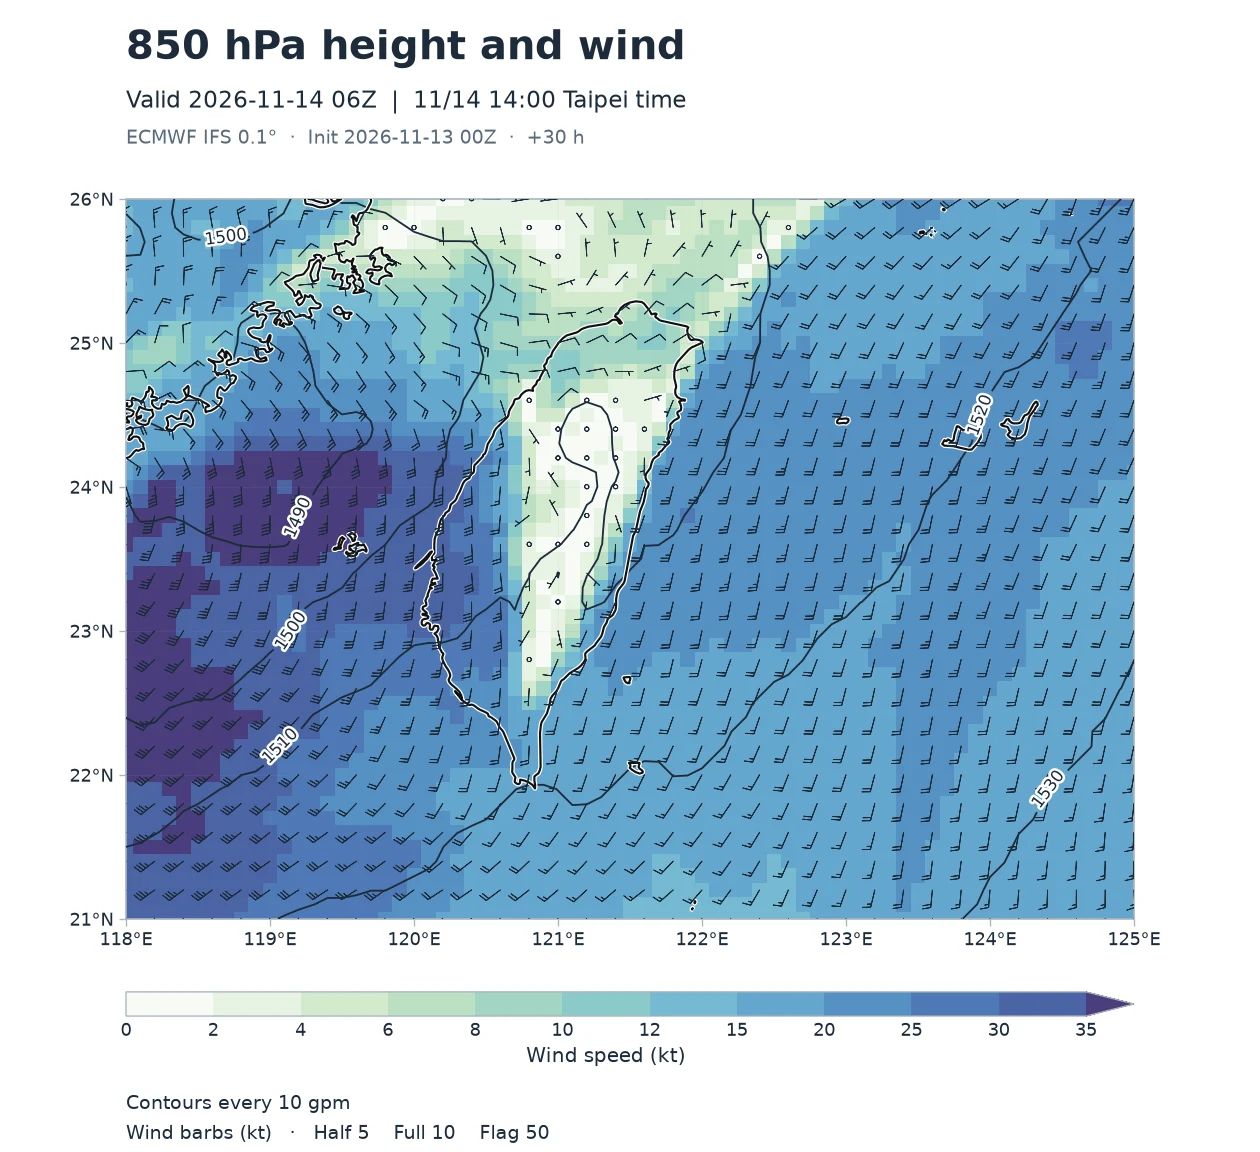 850 hPa height and wind
Valid 2026-11-14 06Z | 11/14 14:00 Taipei time
ECMWF IFS 0.1° · Init 2026-11-13 00Z · +30 h
26°N
25°N
24°N
23°N
22°N
21°N
1500
1520
1490
1500
1510
1530
118°E 119°E 120°E 121°E 122°E 123°E 124°E 125°E
0 2 4 6 8 10 12 15 20 25 30 35
Wind speed (kt)
Contours every 10 gpm
Wind barbs (kt) · Half 5 Full 10 Flag 50